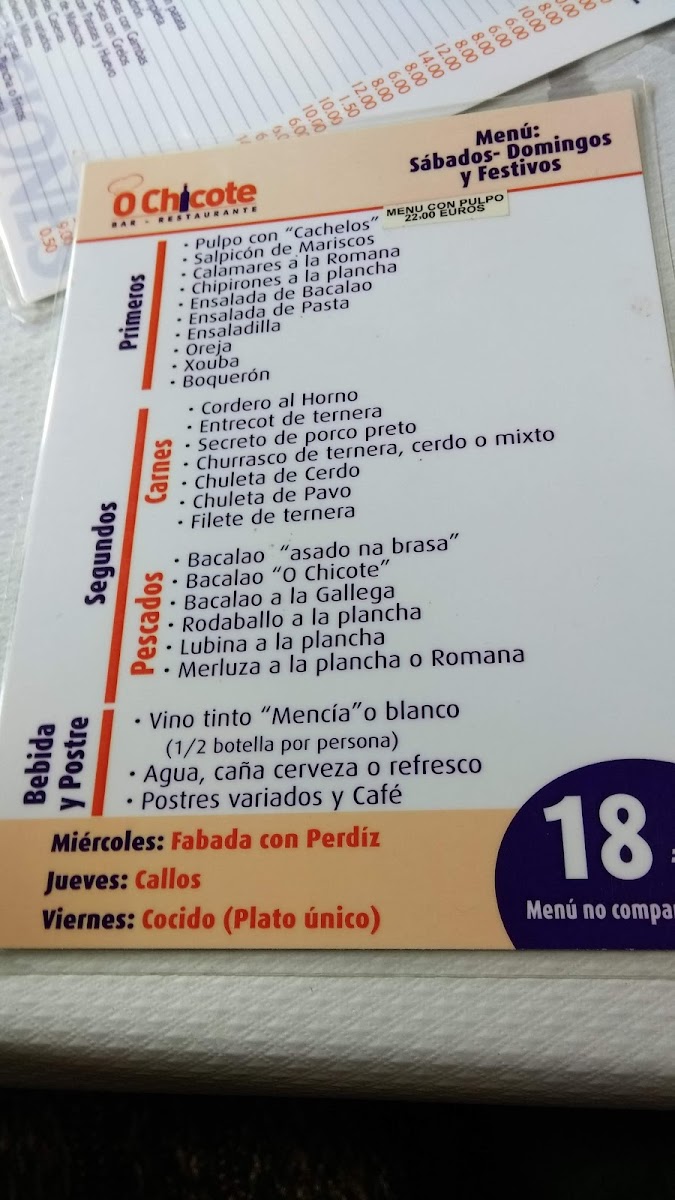 O Chicote
BAR - RESTAURANTE
Menú:
Sábados- Domingos
y Festivos
MENU CON PULPO
22.00 EUROS
Primeros
• Pulpo con "Cachelos"
• Salpicón de Mariscos
• Calamares a la Romana
• Chipirones a la plancha
• Ensalada de Bacalao
• Ensalada de Pasta
• Ensaladilla
• Oreja
• Xouba
• Boquerón
Segundos
Carnes
• Cordero al Horno
• Entrecot de ternera
• Secreto de porco preto
• Churrasco de ternera, cerdo o mixto
• Chuleta de Cerdo
• Chuleta de Pavo
• Filete de ternera
Pescados
• Bacalao "asado na brasa"
• Bacalao "O Chicote"
• Bacalao a la Gallega
• Rodaballo a la plancha
• Lubina a la plancha
• Merluza a la plancha o Romana
Bebida
y Postre
• Vino tinto "Mencía"o blanco
(1/2 botella por persona)
• Agua, caña cerveza o refresco
• Postres variados y Café
Miércoles: Fabada con Perdíz
Jueves: Callos
Viernes: Cocido (Plato único)
18
Menú no compa